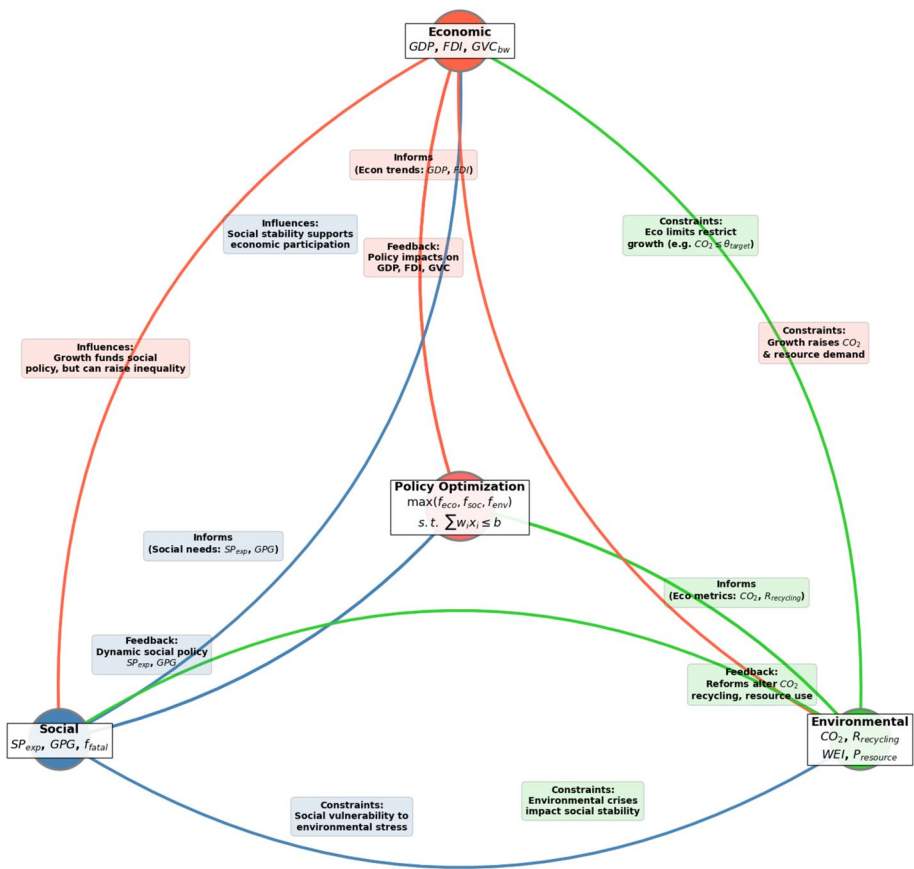 Economic
GDP, FDI, GVC_bw
Informs
(Econ trends: GDP, FDI)
Influences:
Social stability supports
economic participation
Constraints:
Eco limits restrict
growth (e.g. CO₂ ≤ θ_target)
Feedback:
Policy impacts on
GDP, FDI, GVC
Constraints:
Growth raises CO₂
& resource demand
Influences:
Growth funds social
policy, but can raise inequality
Policy Optimization
max(f_eco, f_soc, f_env)
s.t. ∑w_ix_i ≤ b
Informs
(Social needs: SP_exp, GPG)
Informs
(Eco metrics: CO₂, R_recycling)
Feedback:
Dynamic social policy
SP_exp, GPG
Feedback:
Reforms alter CO₂
recycling, resource use
Social
SP_exp, GPG, f_fatal
Environmental
CO₂, R_recycling
WEI, P_resource
Constraints:
Social vulnerability to
environmental stress
Constraints:
Environmental crises
impact social stability